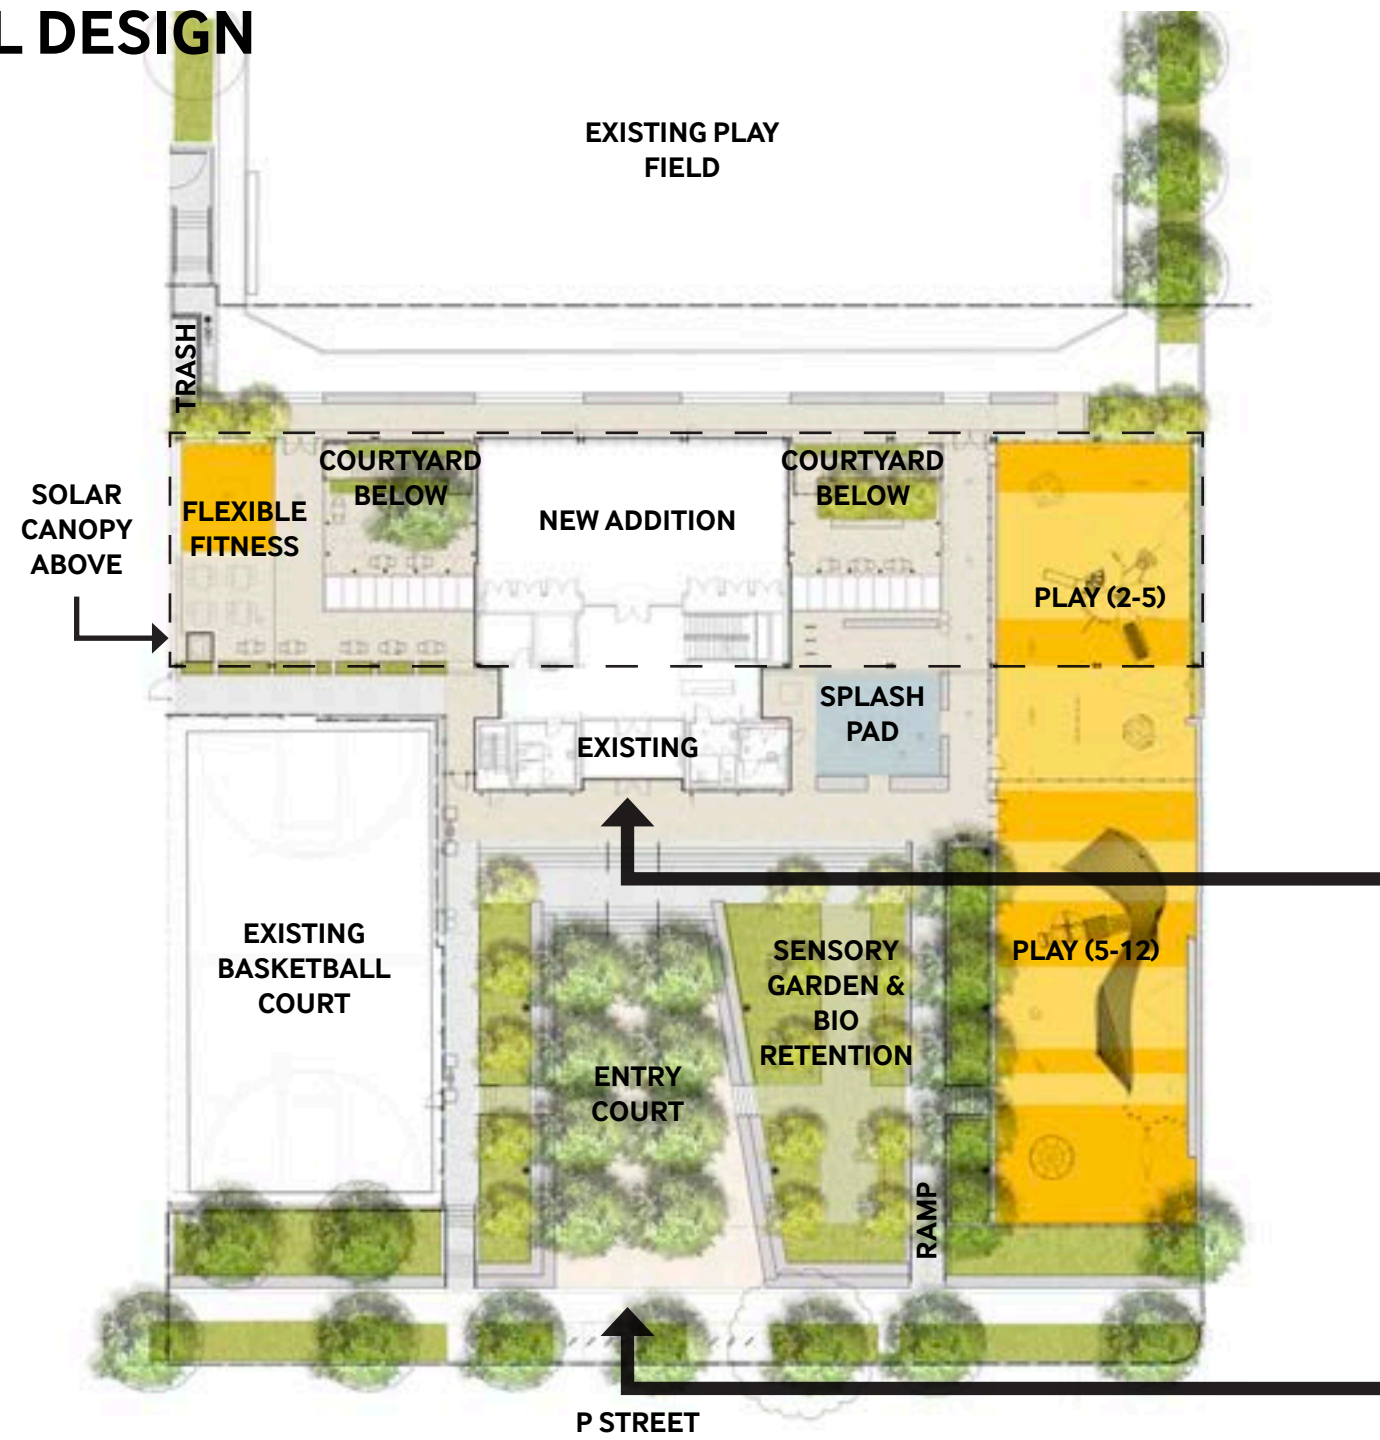 L DESIGN
EXISTING PLAY
FIELD
TRASH
COURTYARD
BELOW
COURTYARD
BELOW
SOLAR
CANOPY
ABOVE
FLEXIBLE
FITNESS
NEW ADDITION
PLAY (2-5)
SPLASH
PAD
EXISTING
EXISTING
BASKETBALL
COURT
SENSORY
GARDEN &
BIO
RETENTION
PLAY (5-12)
ENTRY
COURT
RAMP
P STREET